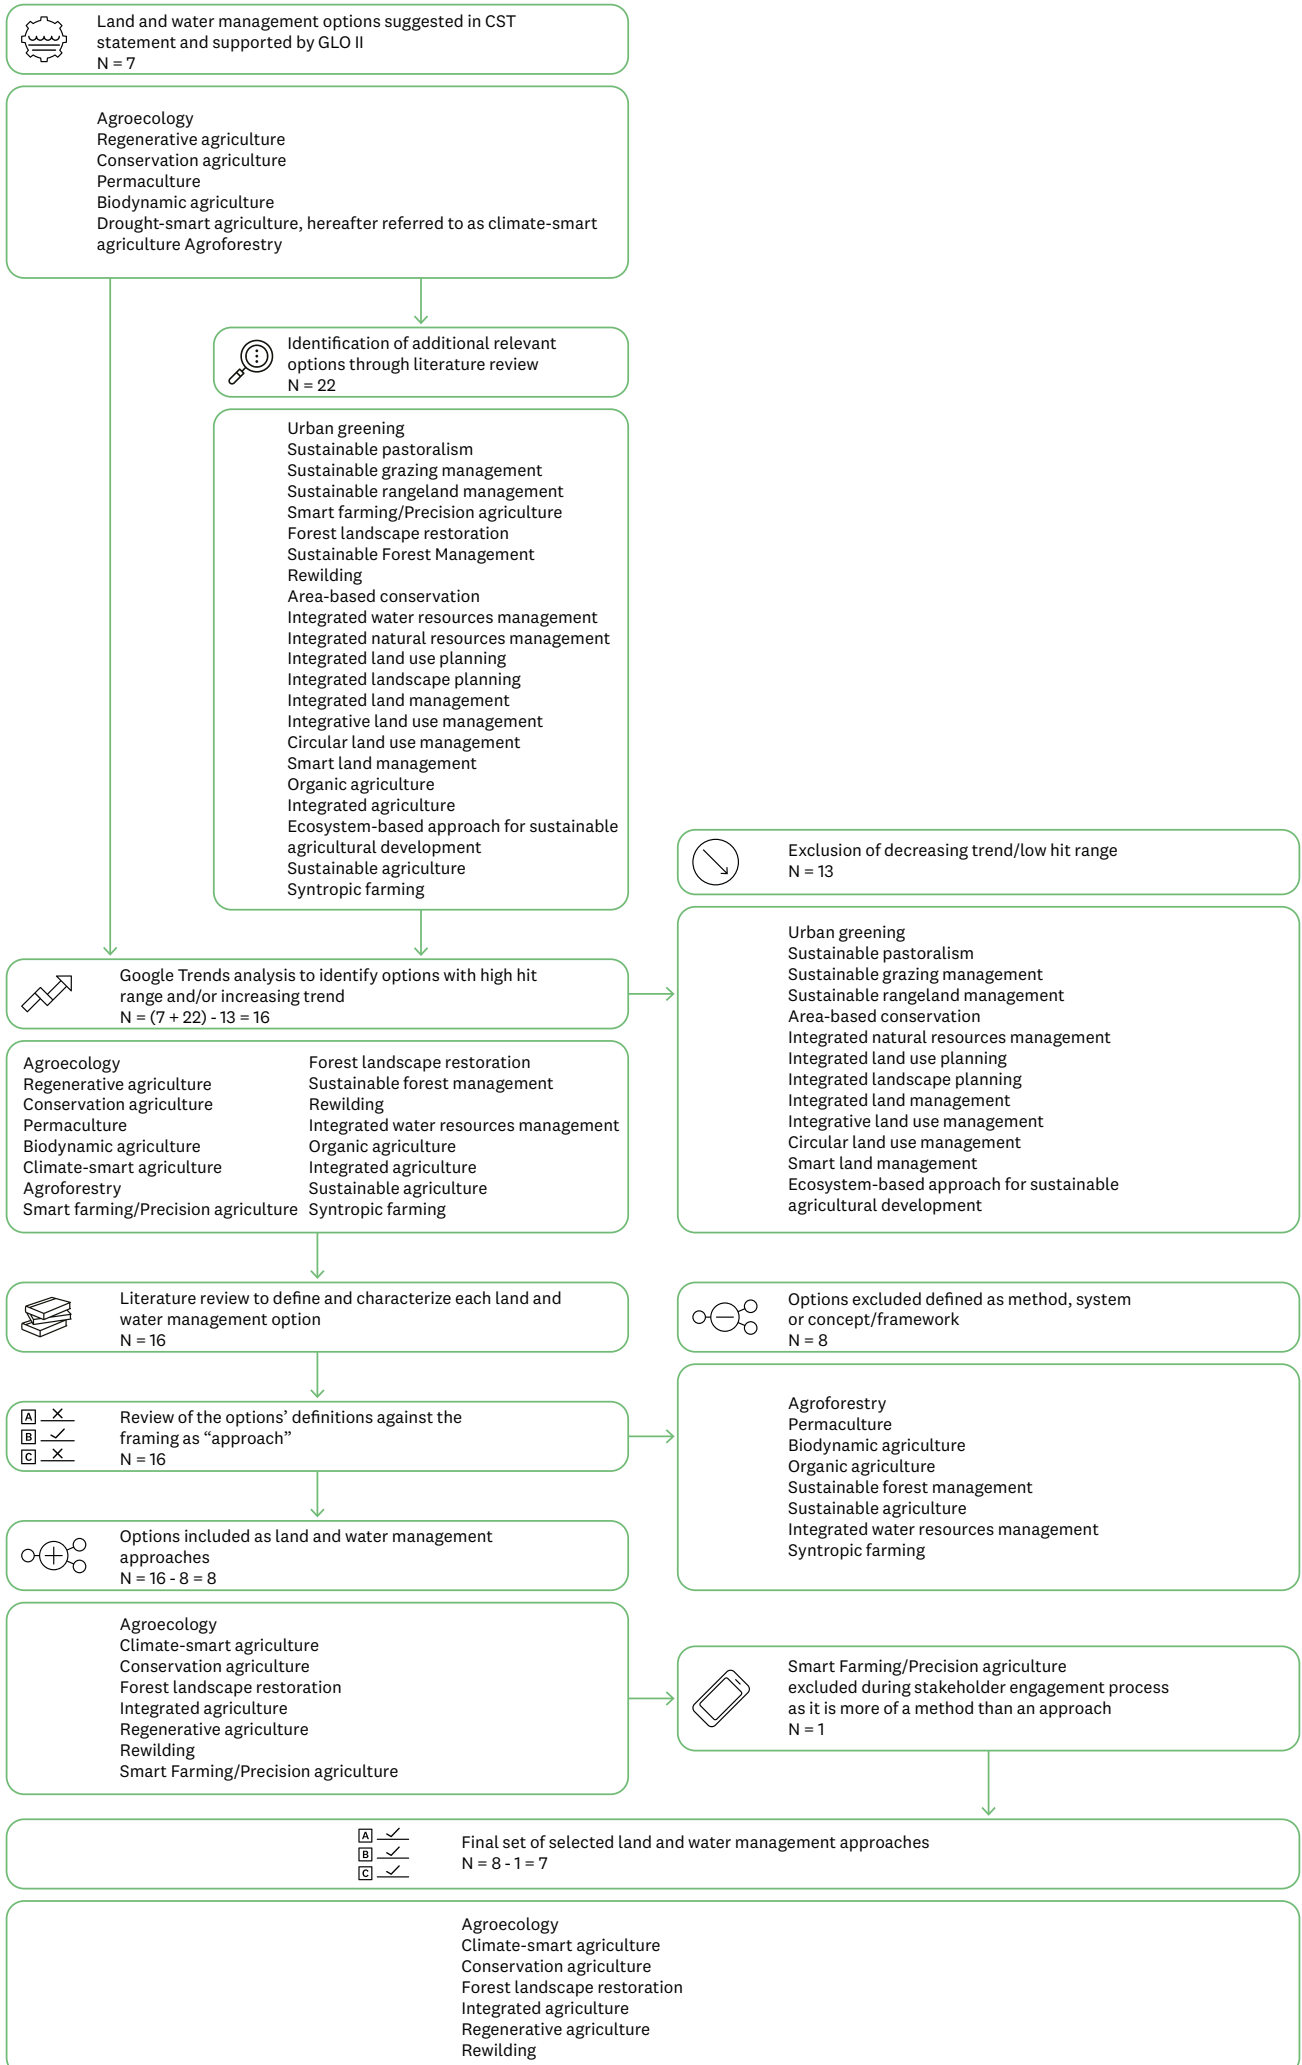 Land and water management options suggested in CST
statement and supported by GLO II
N = 7
Agroecology
Regenerative agriculture
Conservation agriculture
Permaculture
Biodynamic agriculture
Drought-smart agriculture, hereafter referred to as climate-smart
agriculture Agroforestry
Identification of additional relevant
options through literature review
N = 22
Urban greening
Sustainable pastoralism
Sustainable grazing management
Sustainable rangeland management
Smart farming/Precision agriculture
Forest landscape restoration
Sustainable Forest Management
Rewilding
Area-based conservation
Integrated water resources management
Integrated natural resources management
Integrated land use planning
Integrated landscape planning
Integrated land management
Integrative land use management
Circular land use management
Smart land management
Organic agriculture
Integrated agriculture
Ecosystem-based approach for sustainable
agricultural development
Sustainable agriculture
Syntropic farming
Exclusion of decreasing trend/low hit range
N = 13
Urban greening
Sustainable pastoralism
Sustainable grazing management
Sustainable rangeland management
Area-based conservation
Integrated natural resources management
Integrated land use planning
Integrated landscape planning
Integrated land management
Integrative land use management
Circular land use management
Smart land management
Ecosystem-based approach for sustainable
agricultural development
Google Trends analysis to identify options with high hit
range and/or increasing trend
N = (7 + 22) - 13 = 16
Agroecology
Regenerative agriculture
Conservation agriculture
Permaculture
Biodynamic agriculture
Climate-smart agriculture
Agroforestry
Smart farming/Precision agriculture
Forest landscape restoration
Sustainable forest management
Rewilding
Integrated water resources management
Organic agriculture
Integrated agriculture
Sustainable agriculture
Syntropic farming
Literature review to define and characterize each land and
water management option
N = 16
Options excluded defined as method, system
or concept/framework
N = 8
A
B
C
Review of the options' definitions against the
framing as “approach”
N = 16
Agroforestry
Permaculture
Biodynamic agriculture
Organic agriculture
Sustainable forest management
Sustainable agriculture
Integrated water resources management
Syntropic farming
Options included as land and water management
approaches
N = 16 - 8 = 8
Agroecology
Climate-smart agriculture
Conservation agriculture
Forest landscape restoration
Integrated agriculture
Regenerative agriculture
Rewilding
Smart Farming/Precision agriculture
Smart Farming/Precision agriculture
excluded during stakeholder engagement process
as it is more of a method than an approach
N = 1
A
B
C
Final set of selected land and water management approaches
N = 8 - 1 = 7
Agroecology
Climate-smart agriculture
Conservation agriculture
Forest landscape restoration
Integrated agriculture
Regenerative agriculture
Rewilding